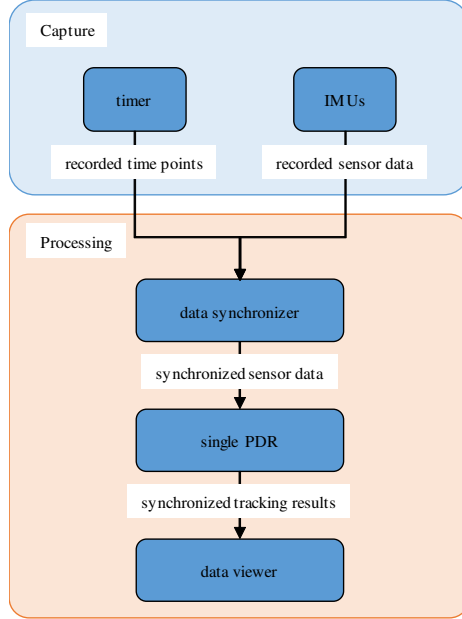 Capture
timer
IMUs
recorded time points
recorded sensor data
Processing
data synchronizer
synchronized sensor data
single PDR
synchronized tracking results
data viewer